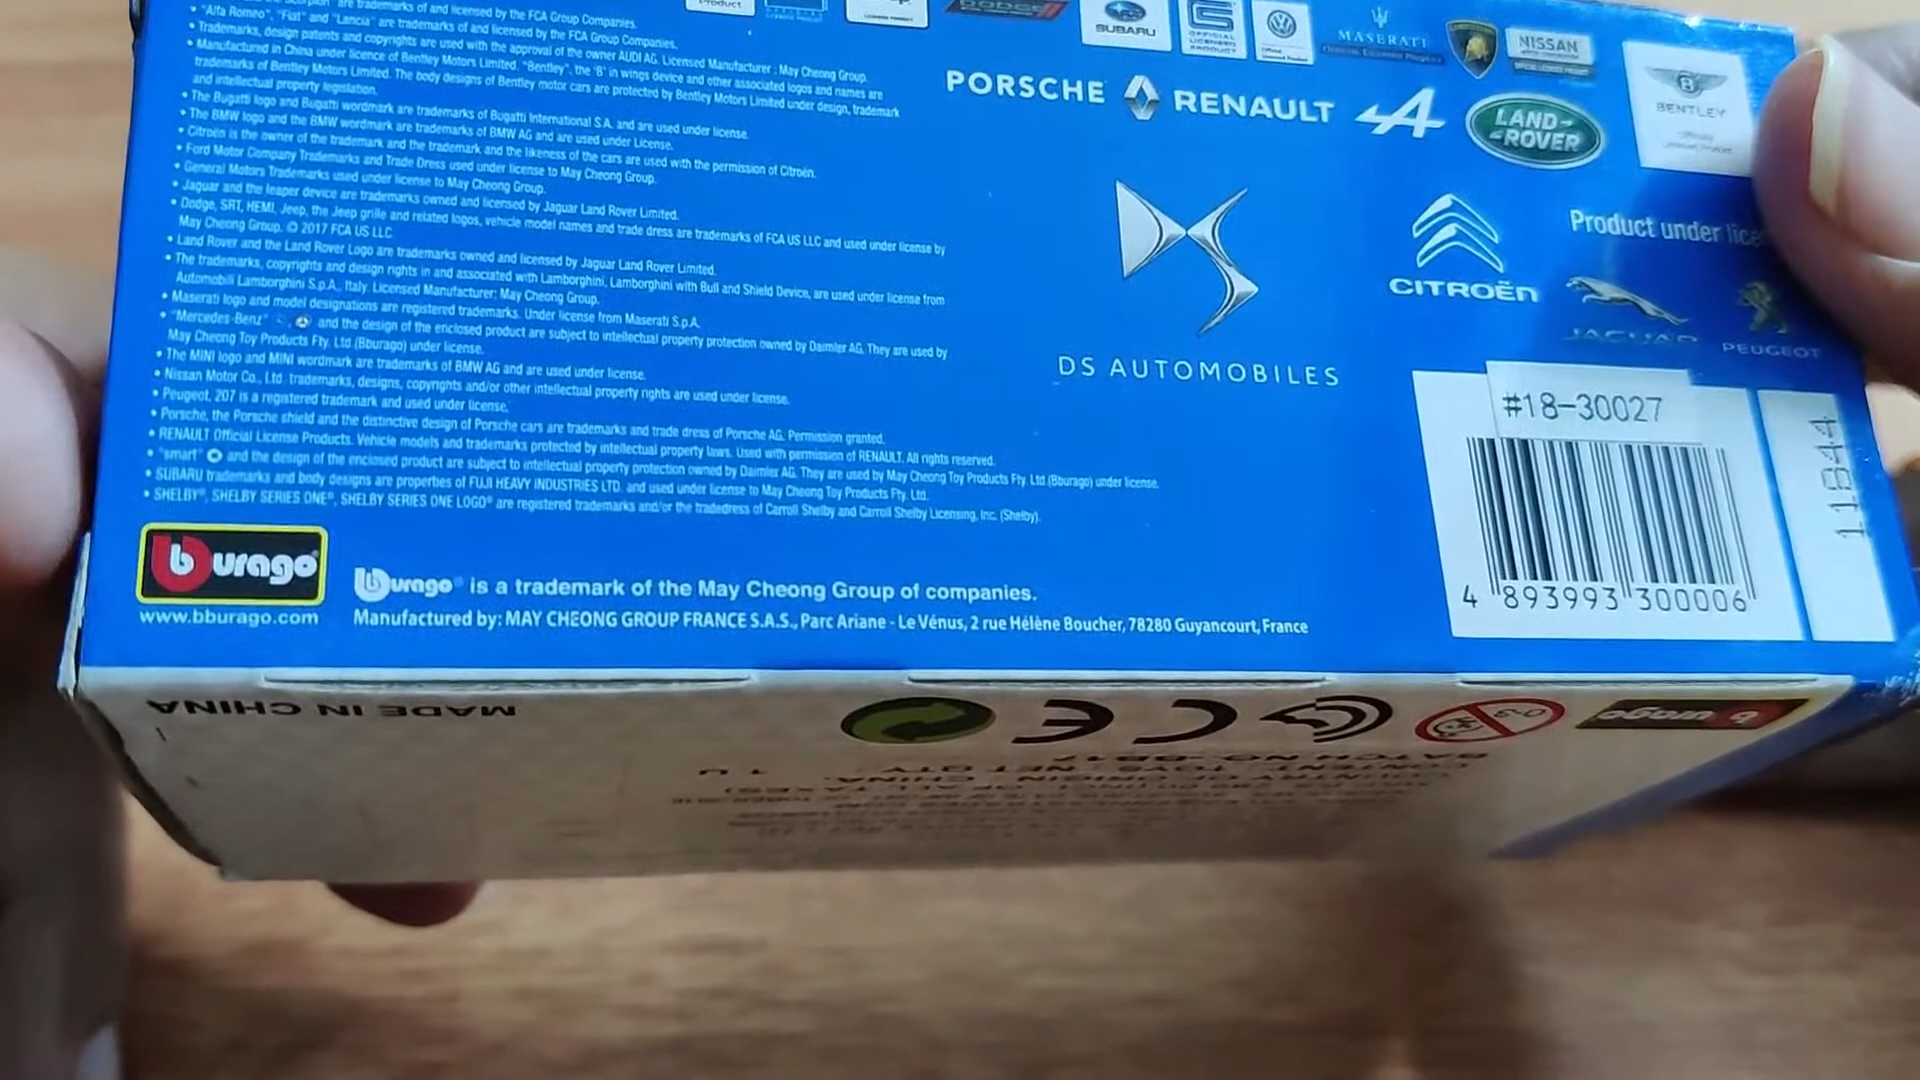 are trademarks of and licensed by the FCA Group Companies.
• "Alfa Romeo", "Fiat" and "Lancia" are trademarks of and licensed by the FCA Group Companies.
• Trademarks, design patents and copyrights are used with the approval of the owner AUDI AG. Licensed Manufacturer : May Cheong Group.
• Manufactured in China under licence of Bentley Motors Limited. "Bentley", the 'B' in wings device and other associated logos and names are
trademarks of Bentley Motors Limited. The body designs of Bentley motor cars are protected by Bentley Motors Limited under design, trademark
and intellectual property legislation.
• The Bugatti logo and Bugatti wordmark are trademarks of Bugatti International S.A. and are used under license.
• The BMW logo and the BMW wordmark are trademarks of BMW AG and are used under License.
• Citroën is the owner of the trademark and the trademark and the likeness of the cars are used with the permission of Citroën.
• Ford Motor Company Trademarks and Trade Dress used under license to May Cheong Group.
• General Motors Trademarks used under license to May Cheong Group.
• Jaguar and the leaper device are trademarks owned and licensed by Jaguar Land Rover Limited.
• Dodge, SRT, HEMI, Jeep, the Jeep grille and related logos, vehicle model names and trade dress are trademarks of FCA US LLC and used under license by
May Cheong Group. © 2017 FCA US LLC.
• Land Rover and the Land Rover Logo are trademarks owned and licensed by Jaguar Land Rover Limited.
• The trademarks, copyrights and design rights in and associated with Lamborghini, Lamborghini with Bull and Shield Device, are used under license from
Automobili Lamborghini S.p.A., Italy. Licensed Manufacturer: May Cheong Group.
• Maserati logo and model designations are registered trademarks. Under license from Maserati S.p.A.
• "Mercedes-Benz" , and the design of the enclosed product are subject to intellectual property protection owned by Daimler AG. They are used by
May Cheong Toy Products Fty. Ltd (Bburago) under license.
• The MINI logo and MINI wordmark are trademarks of BMW AG and are used under license.
• Nissan Motor Co., Ltd. trademarks, designs, copyrights and/or other intellectual property rights are used under license.
• Peugeot, 207 is a registered trademark and used under license.
• Porsche, the Porsche shield and the distinctive design of Porsche cars are trademarks and trade dress of Porsche AG. Permission granted.
• RENAULT Official License Products. Vehicle models and trademarks protected by intellectual property laws. Used with permission of RENAULT. All rights reserved.
• "smart" and the design of the enclosed product are subject to intellectual property protection owned by Daimler AG. They are used by May Cheong Toy Products Fty. Ltd (Bburago) under license.
• SUBARU trademarks and body designs are properties of FUJI HEAVY INDUSTRIES LTD. and used under license to May Cheong Toy Products Fty. Ltd.
• SHELBY®, SHELBY SERIES ONE®, SHELBY SERIES ONE LOGO® are registered trademarks and/or the tradedress of Carroll Shelby and Carroll Shelby Licensing, Inc. (Shelby).
Product
DODGE
SUBARU
OFFICIAL
LICENSED
PRODUCT
MASERATI
NISSAN
PORSCHE RENAULT
LAND-
ROVER
BENTLEY
DS AUTOMOBILES
CITROËN
Product under lice
JAGUAR
PEUGEOT
#18-30027
4 893993 300006
11844
burago
www.bburago.com
burago® is a trademark of the May Cheong Group of companies.
Manufactured by: MAY CHEONG GROUP FRANCE S.A.S., Parc Ariane - Le Vénus, 2 rue Hélène Boucher, 78280 Guyancourt, France
MADE IN CHINA
0-3
burago